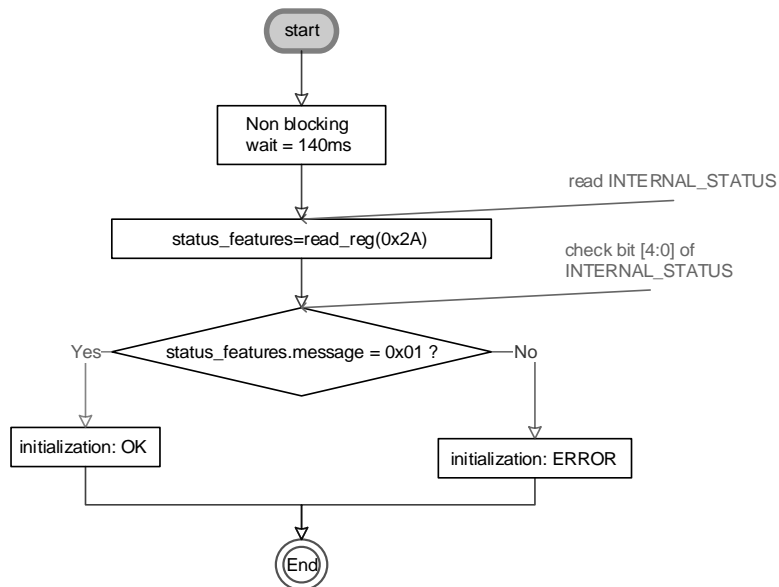 start
Non blocking
wait = 140ms
read INTERNAL_STATUS
status_features=read_reg(0x2A)
check bit [4:0] of
INTERNAL_STATUS
Yes
status_features.message = 0x01 ?
No
initialization: OK
initialization: ERROR
End